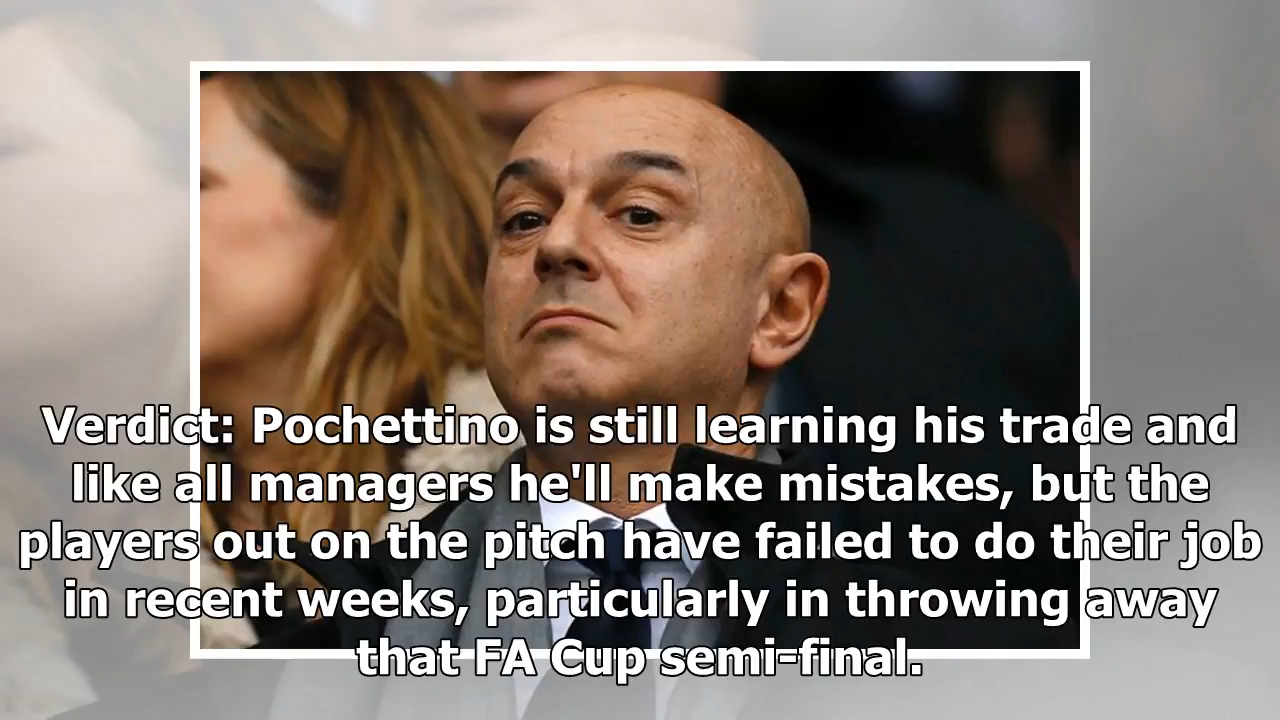 Verdict: Pochettino is still learning his trade and
like all managers he'll make mistakes, but the
players out on the pitch have failed to do their job
in recent weeks, particularly in throwing away
that FA Cup semi-final.